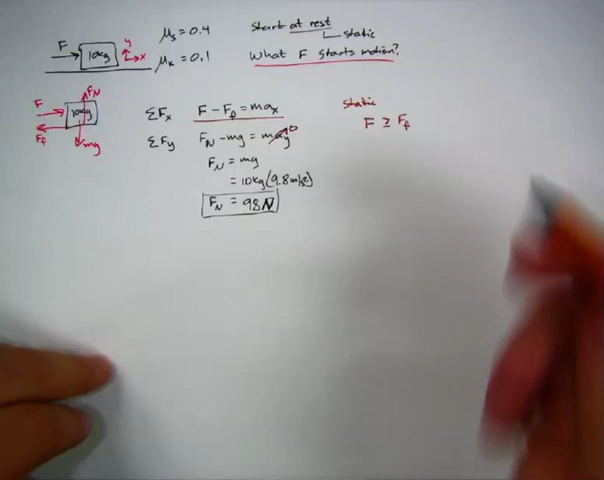 μs = 0.4
Start at rest
static
F
10kg
y
x
μk = 0.1
What F starts motion?
FN
F
10kg
Ff
mg
ΣFx
F - Ff = max
ΣFy
FN - mg = may 0
FN = mg
= 10kg(9.8m/s²)
FN = 98N
static
F ≥ Ff